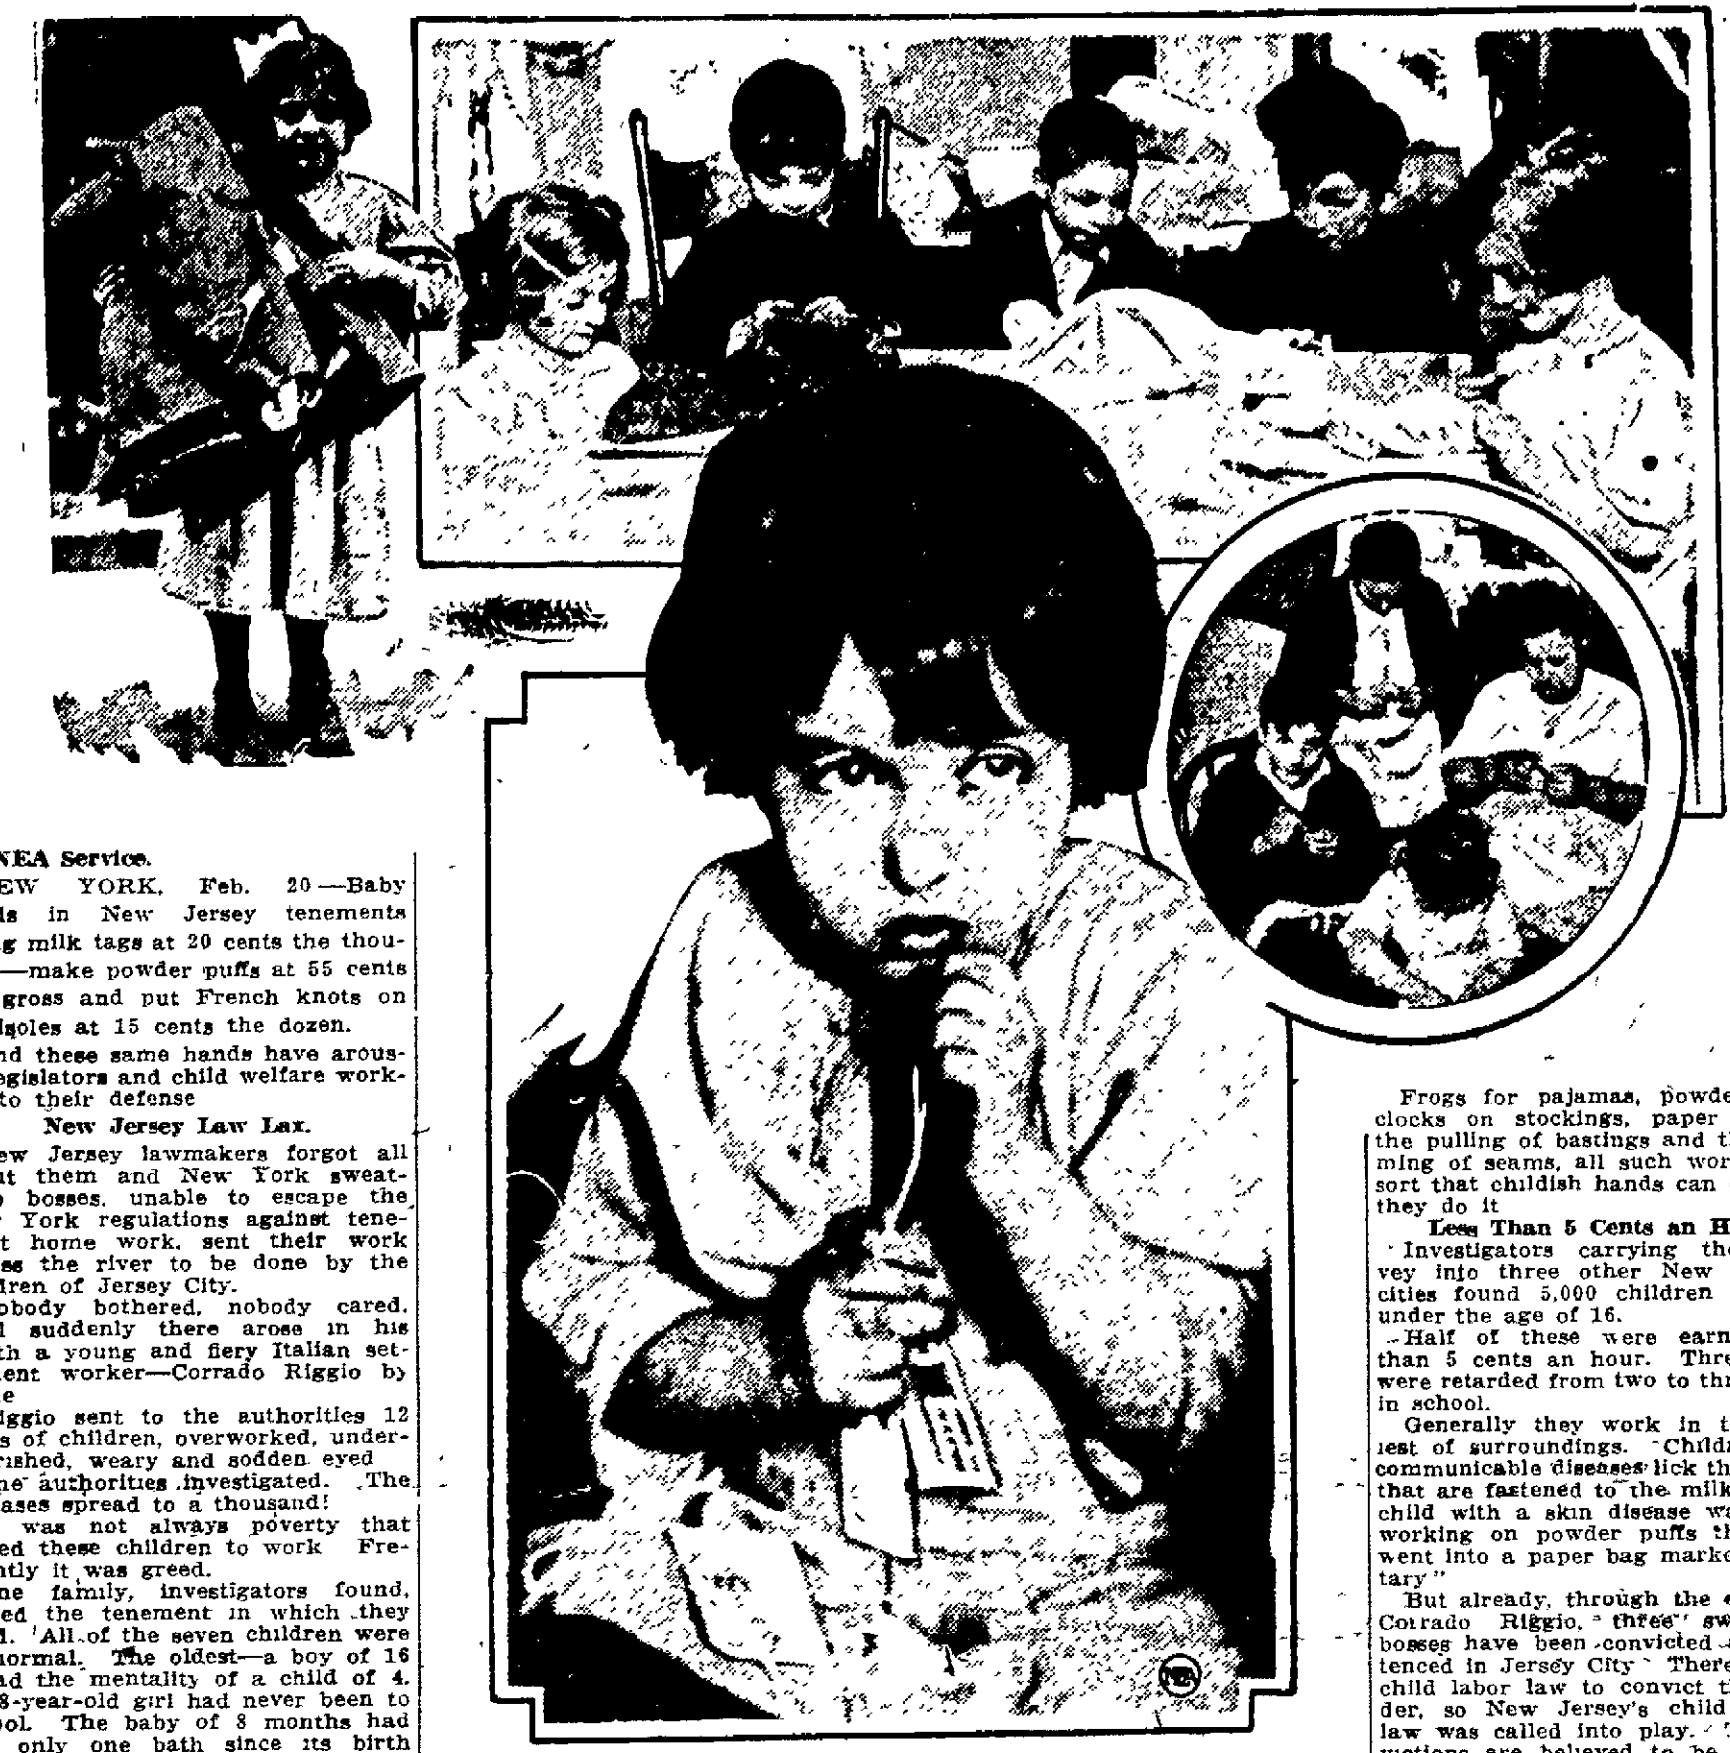 NEA Service.
EW YORK, Feb. 20—Baby
ds in New Jersey tenements
g milk tags at 20 cents the thou-
—make powder puffs at 55 cents
gross and put French knots on
isoles at 15 cents the dozen.
nd these same hands have arous-
egislators and child welfare work-
to their defense
New Jersey Law Lax.
ew Jersey lawmakers forgot all
ut them and New York sweat-
p bosses, unable to escape the
York regulations against tene-
t home work, sent their work
ss the river to be done by the
dren of Jersey City.
obody bothered, nobody cared.
l suddenly there arose in his
th a young and fiery Italian set-
ent worker—Corrado Riggio by
e
iggio sent to the authorities 12
s of children, overworked, under-
rished, weary and sodden eyed
he authorities investigated. The
ases spread to a thousand!
was not always poverty that
ed these children to work Fre-
ntly it was greed.
ne family, investigators found,
ed the tenement in which they
d. All of the seven children were
normal. The oldest—a boy of 16
ad the mentality of a child of 4.
8-year-old girl had never been to
ool. The baby of 8 months had
only one bath since its birth
Frogs for pajamas, powde
clocks on stockings, paper
the pulling of bastings and t
ming of seams, all such wor
sort that childish hands can
they do it
Less Than 5 Cents an H
Investigators carrying the
vey into three other New
cities found 5,000 children
under the age of 16.
Half of these were earn
than 5 cents an hour. Thre
were retarded from two to thr
in school.
Generally they work in t
iest of surroundings. Childr
communicable diseases lick th
that are fastened to the milk
child with a skin disease wa
working on powder puffs th
went into a paper bag marke
tary"
But already, through the e
Corrado Riggio, three sw
bosses have been convicted
tenced in Jersey City There
child labor law to convict t
der, so New Jersey's child
law was called into play.
NEA